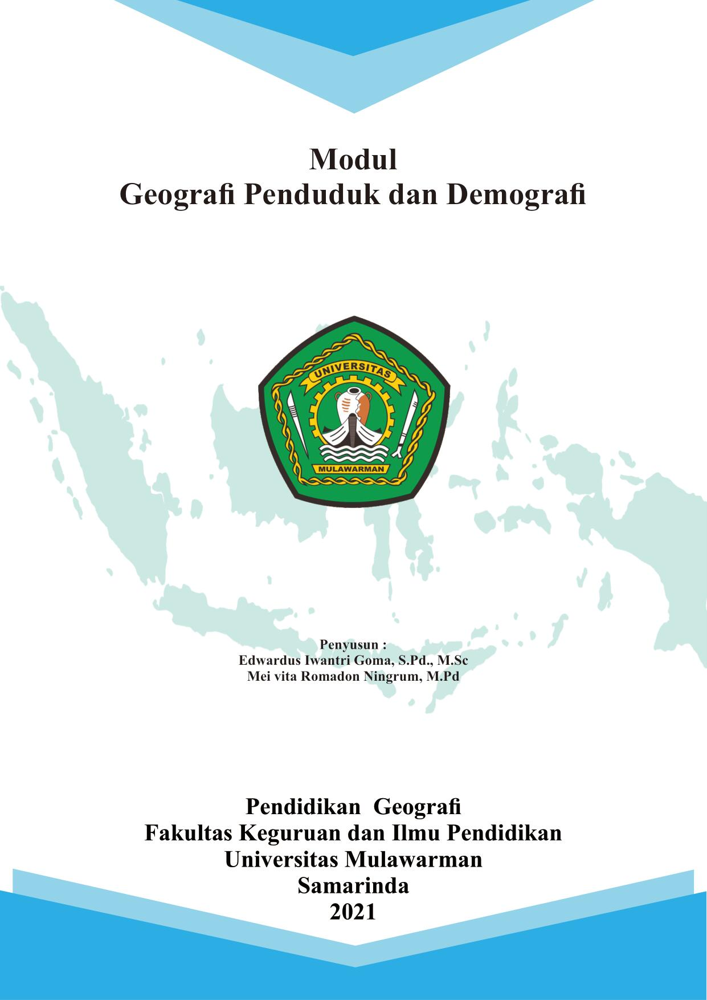 Modul
Geografi Penduduk dan Demografi
UNIVERSITAS
MULAWARMAN
Penyusun :
Edwardus Iwantri Goma, S.Pd., M.Sc
Mei vita Romadon Ningrum, M.Pd
Pendidikan  Geografi
Fakultas Keguruan dan Ilmu Pendidikan
Universitas Mulawarman
Samarinda
2021